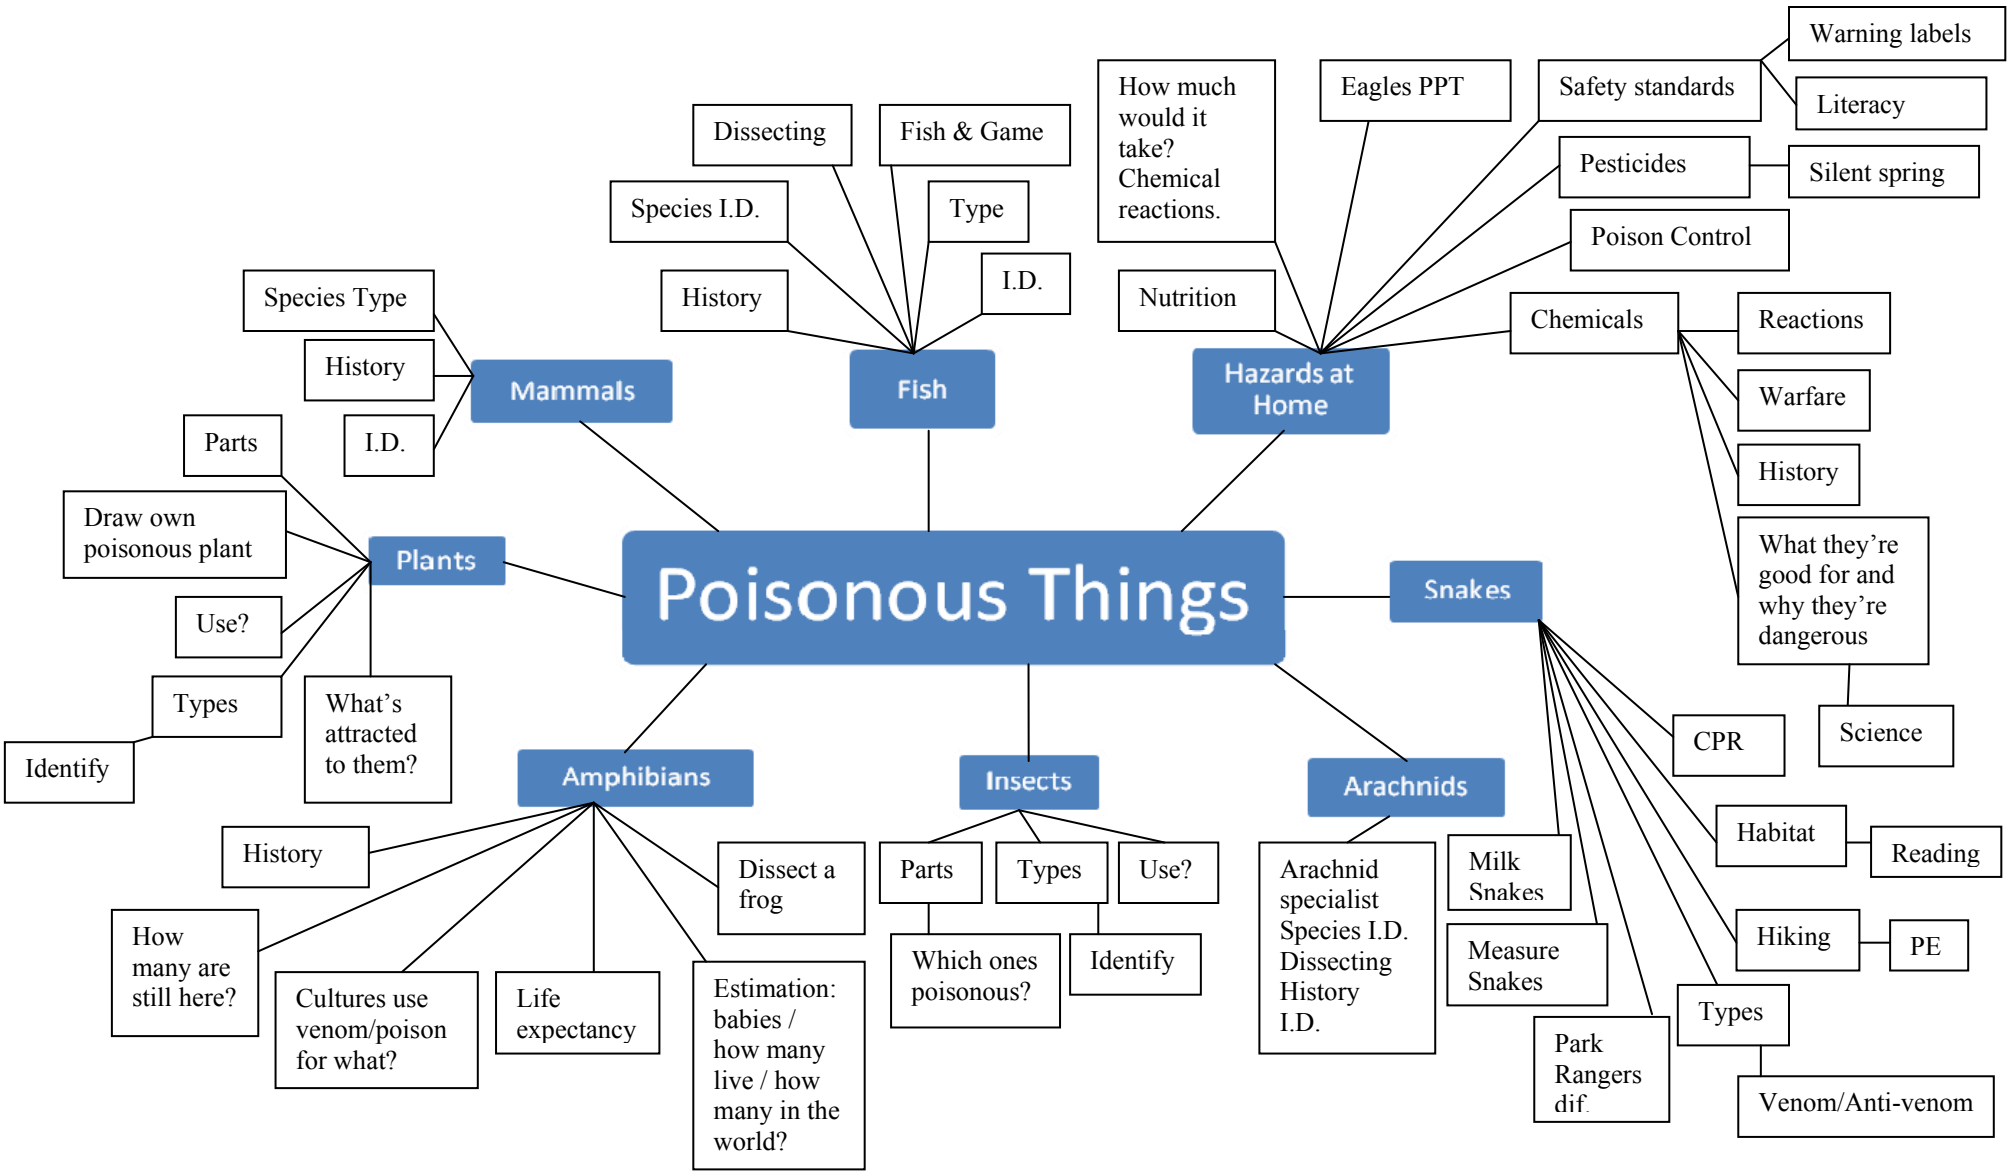 Warning labels
Literacy
Safety standards
Eagles PPT
How much
would it
take?
Chemical
reactions.
Dissecting
Fish & Game
Pesticides
Silent spring
Species I.D.
Type
Poison Control
I.D.
History
Nutrition
Species Type
Chemicals
Reactions
History
Mammals
Fish
Hazards at
Home
Warfare
I.D.
Parts
History
Draw own
poisonous plant
Plants
Poisonous Things
Snakes
What they're
good for and
why they're
dangerous
Use?
Types
What's
attracted
to them?
Identify
Science
CPR
Amphibians
Insects
Arachnids
Habitat
Reading
History
Dissect a
frog
Parts
Types
Use?
Arachnid
specialist
Species I.D.
Dissecting
History
I.D.
Milk
Snakes
How
many are
still here?
Which ones
poisonous?
Identify
Measure
Snakes
Hiking
PE
Cultures use
venom/poison
for what?
Life
expectancy
Estimation:
babies /
how many
live / how
many in the
world?
Types
Park
Rangers
dif.
Venom/Anti-venom